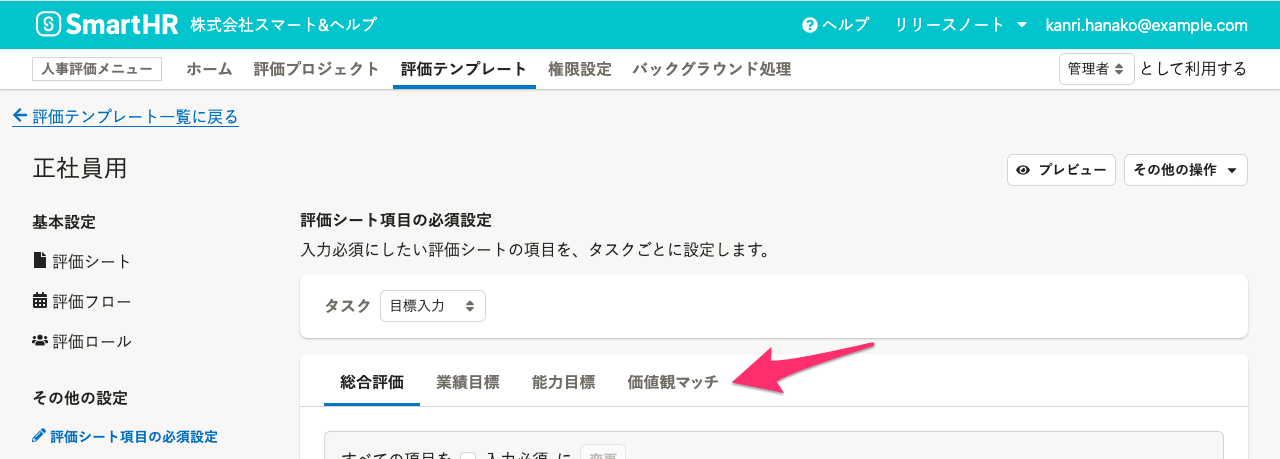 SmartHR 株式会社スマート&ヘルプ ヘルプ リリースノート kanri.hanako@example.com
人事評価メニュー ホーム 評価プロジェクト 評価テンプレート 権限設定 バックグラウンド処理 管理者 として利用する
評価テンプレート一覧に戻る
正社員用 プレビュー その他の操作
基本設定
評価シート
評価フロー
評価ロール
その他の設定
評価シート項目の必須設定
評価シート項目の必須設定
入力必須にしたい評価シートの項目を、タスクごとに設定します。
タスク 目標入力
総合評価 業績目標 能力目標 価値観マッチ
すべての項目を 入力必須 に 変更